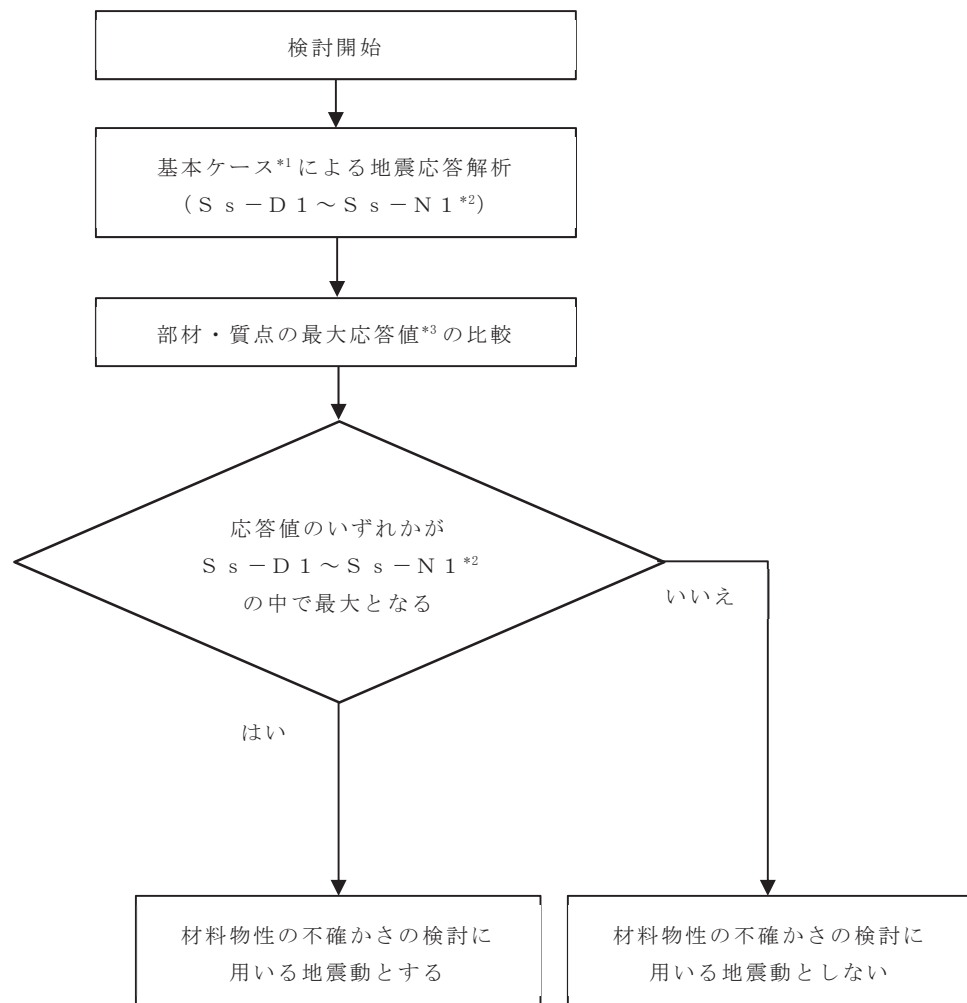 検討開始
基本ケース*1による地震応答解析
（Ｓｓ－Ｄ１～Ｓｓ－Ｎ１*2）
部材・質点の最大応答値*3の比較
応答値のいずれかが
Ｓｓ－Ｄ１～Ｓｓ－Ｎ１*2
の中で最大となる
いいえ
はい
材料物性の不確かさの検討に
用いる地震動とする
材料物性の不確かさの検討に
用いる地震動としない